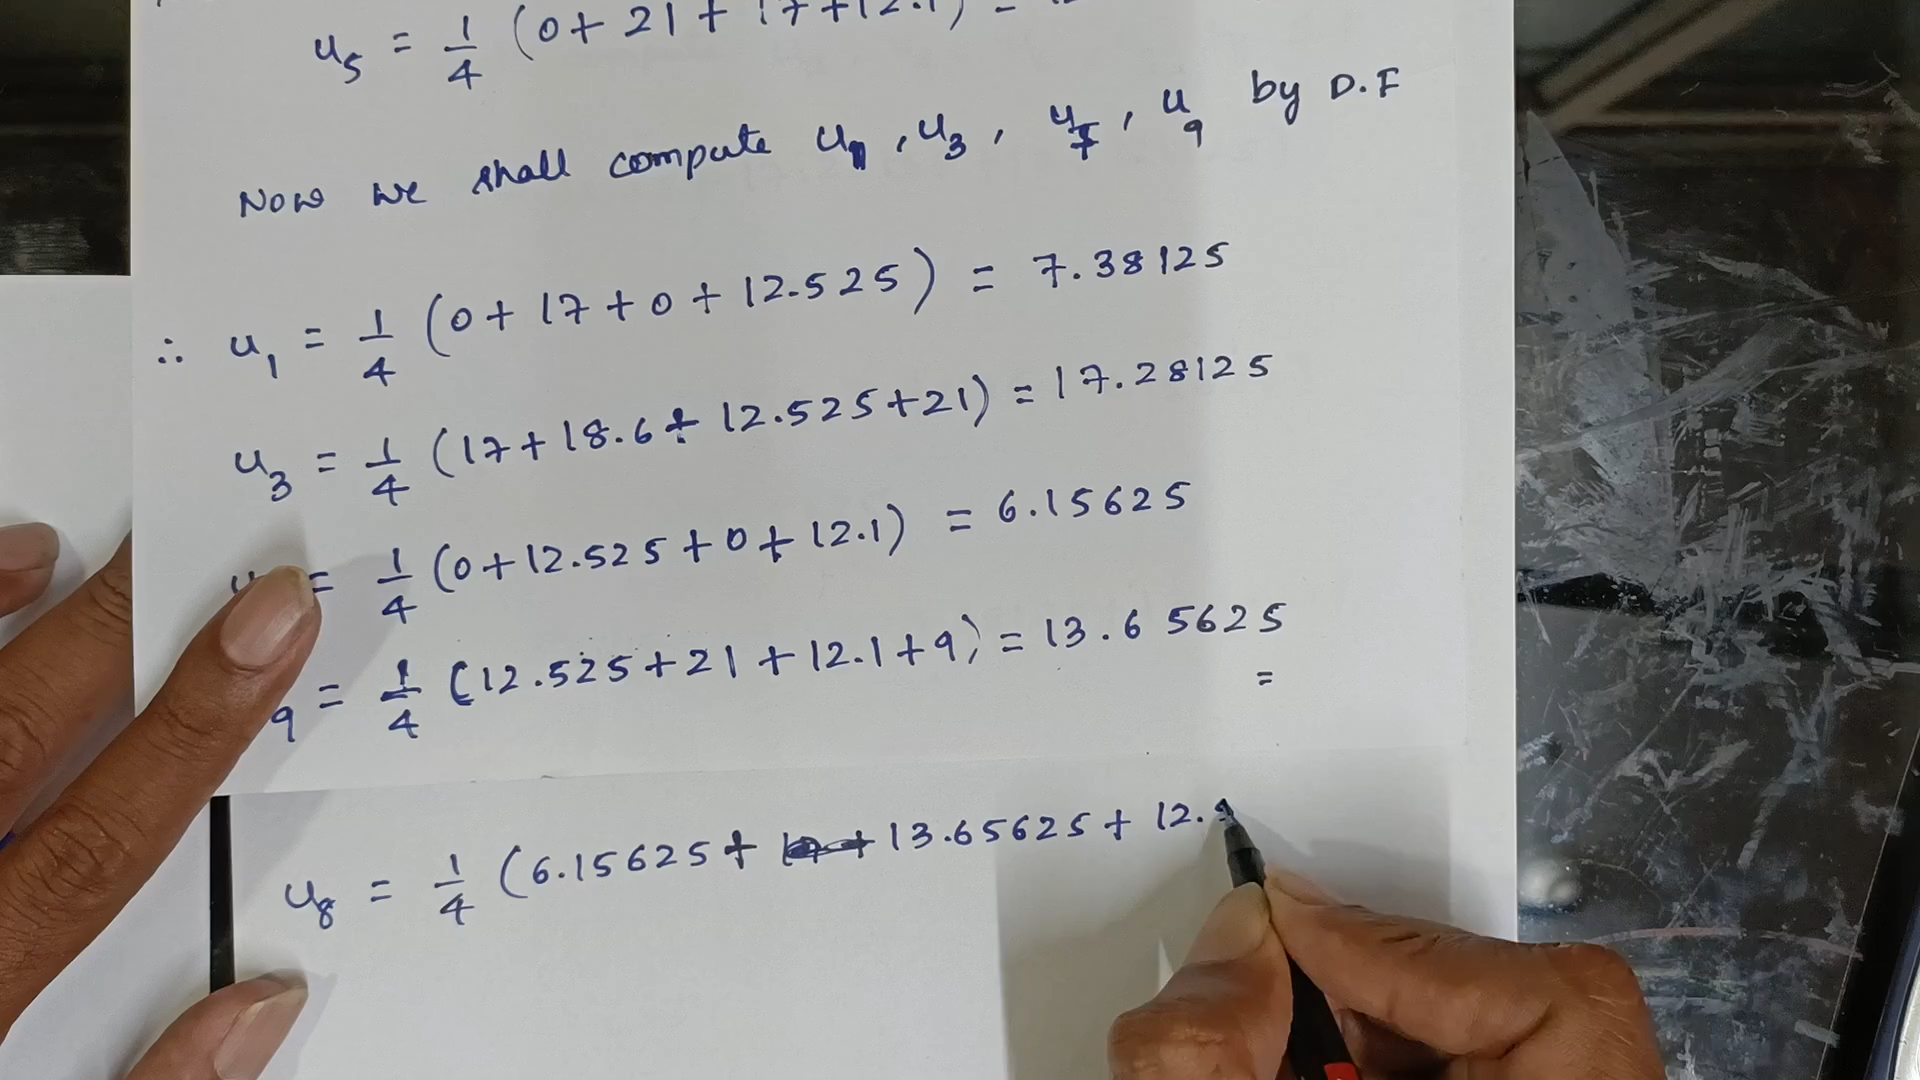 u₅ = 1/4 (0 + 21 + 17 + 12.1) =
Now we shall compute u₁, u₃, u₇, u₉ by D.F
∴ u₁ = 1/4 (0 + 17 + 0 + 12.525) = 7.38125
u₃ = 1/4 (17 + 18.6 + 12.525 + 21) = 17.28125
= 1/4 (0 + 12.525 + 0 + 12.1) = 6.15625
₉ = 1/4 (12.525 + 21 + 12.1 + 9) = 13.65625
=
u₈ = 1/4 (6.15625 + 13.65625 + 12.